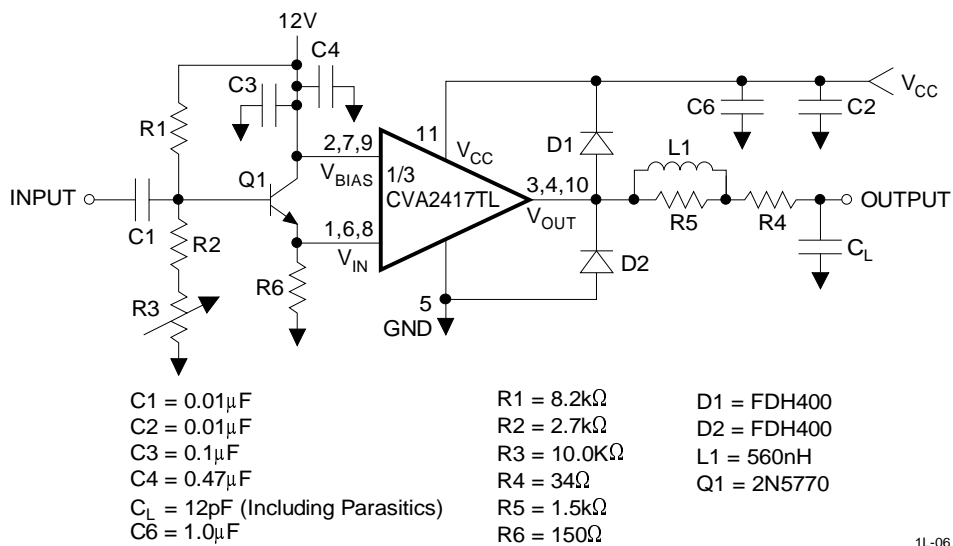 12V
C4
C3
R1
2,7,9
11
V_CC
D1
C6
C2
V_CC
L1
Q1
V_BIAS
1/3
CVA2417TL
3,4,10
INPUT
OUTPUT
C1
V_OUT
R5
R4
R2
1,6,8
V_IN
D2
C_L
R6
R3
5
GND
C1 = 0.01μF
C2 = 0.01μF
C3 = 0.1μF
C4 = 0.47μF
C_L = 12pF (Including Parasitics)
C6 = 1.0μF
R1 = 8.2kΩ
R2 = 2.7kΩ
R3 = 10.0KΩ
R4 = 34Ω
R5 = 1.5kΩ
R6 = 150Ω
D1 = FDH400
D2 = FDH400
L1 = 560nH
Q1 = 2N5770
1L-06